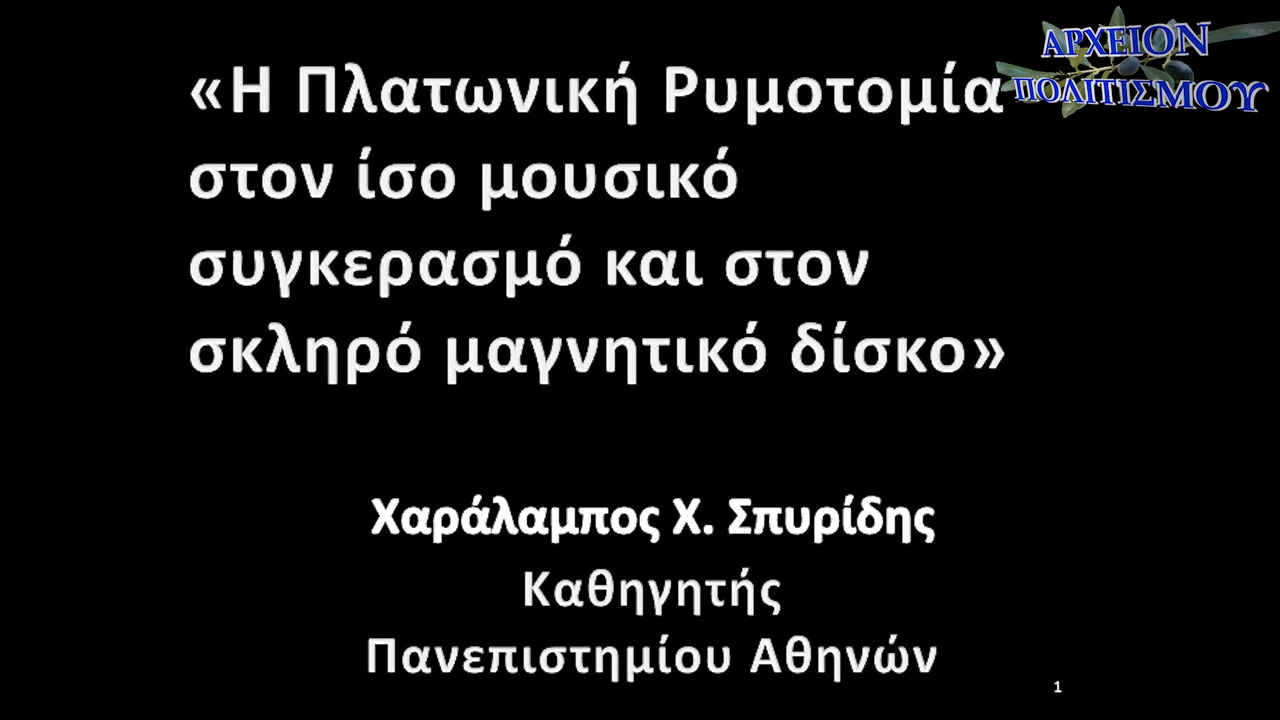 ΑΡΧΕΙΟΝ
ΠΟΛΙΤΙΣΜΟΥ
«Η Πλατωνική Ρυμοτομία
στον ίσο μουσικό
συγκερασμό και στον
σκληρό μαγνητικό δίσκο»
Χαράλαμπος Χ. Σπυρίδης
Καθηγητής
Πανεπιστημίου Αθηνών
1